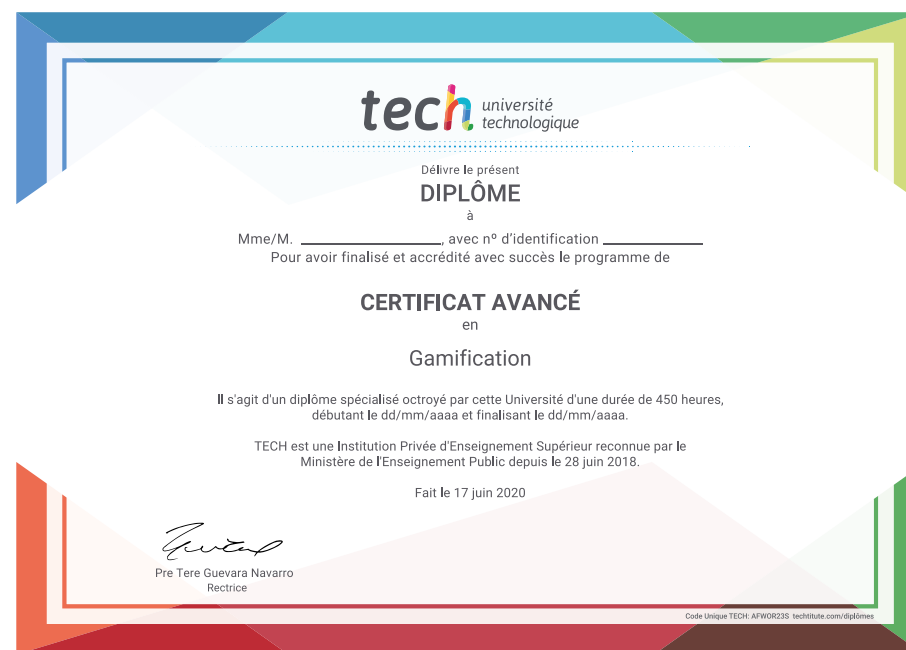 tech université
technologique
Délivre le présent
DIPLÔME
à
Mme/M. ____________________, avec nº d'identification ______________
Pour avoir finalisé et accrédité avec succès le programme de
CERTIFICAT AVANCÉ
en
Gamification
Il s'agit d'un diplôme spécialisé octroyé par cette Université d'une durée de 450 heures,
débutant le dd/mm/aaaa et finalisant le dd/mm/aaaa.
TECH est une Institution Privée d'Enseignement Supérieur reconnue par le
Ministère de l'Enseignement Public depuis le 28 juin 2018.
Fait le 17 juin 2020
Pre Tere Guevara Navarro
Rectrice
Code Unique TECH: AFWOR23S techtitute.com/diplômes